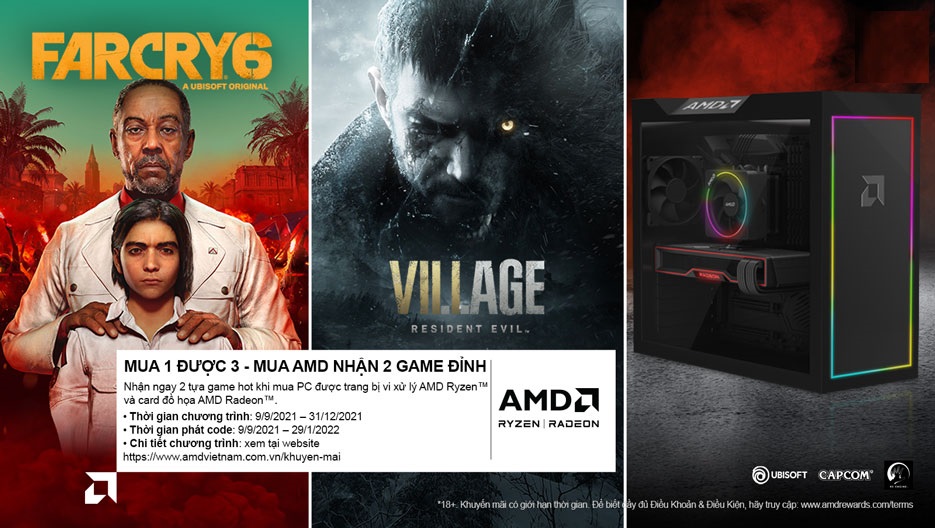 FARCRY6
A UBISOFT ORIGINAL
VILLAGE
RESIDENT EVIL™
AMD
AMD
RADEON
MUA 1 ĐƯỢC 3 - MUA AMD NHẬN 2 GAME ĐỈNH
Nhận ngay 2 tựa game hot khi mua PC được trang bị vi xử lý AMD Ryzen™
và card đồ họa AMD Radeon™.
• Thời gian chương trình: 9/9/2021 – 31/12/2021
• Thời gian phát code: 9/9/2021 – 29/1/2022
• Chi tiết chương trình: xem tại website
https://www.amdvietnam.com.vn/khuyen-mai
AMD
RYZEN | RADEON
UBISOFT
CAPCOM
*18+. Khuyến mãi có giới hạn thời gian. Để biết đầy đủ Điều Khoản & Điều Kiện, hãy truy cập: www.amdrewards.com/terms